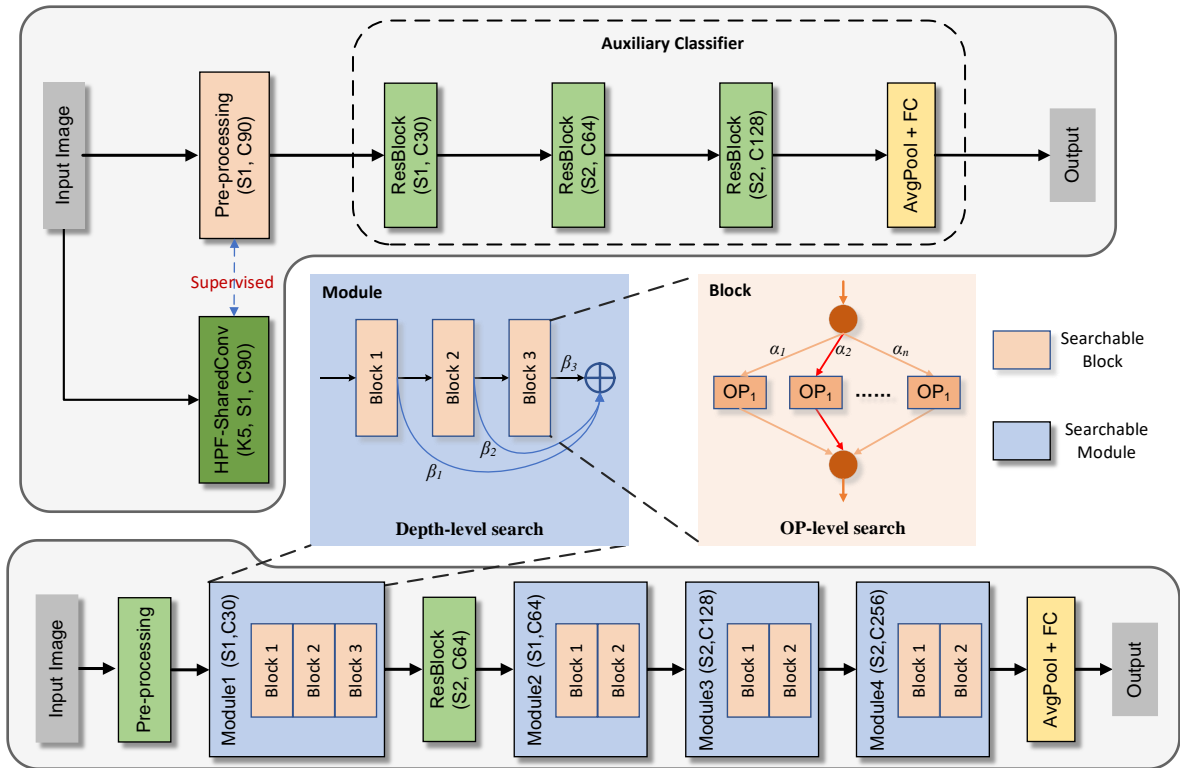 Auxiliary Classifier
Input Image
Pre-processing
(S1, C90)
ResBlock
(S1, C30)
ResBlock
(S2, C64)
ResBlock
(S2, C128)
AvgPool + FC
Output
Supervised
HPF-SharedConv
(K5, S1, C90)
Module
Block 1
Block 2
Block 3
β3
β2
β1
Depth-level search
Block
α1
α2
αn
OP1
OP1
......
OP1
OP-level search
Searchable
Block
Searchable
Module
Input Image
Pre-processing
Module1 (S1,C30)
Block 1
Block 2
Block 3
ResBlock
(S2, C64)
Module2 (S1,C64)
Block 1
Block 2
Module3 (S2,C128)
Block 1
Block 2
Module4 (S2,C256)
Block 1
Block 2
AvgPool + FC
Output